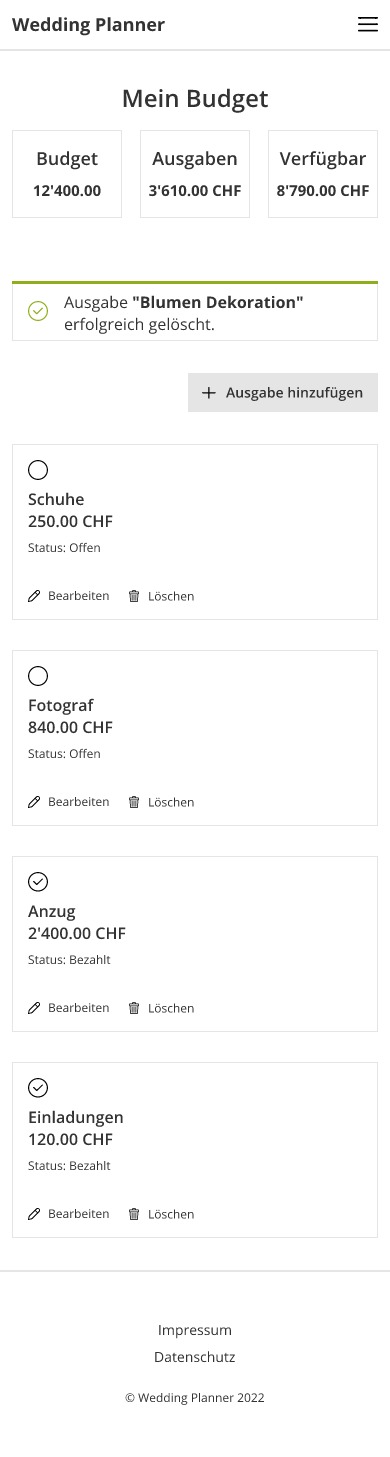 Wedding Planner
Mein Budget
Budget
12'400.00
Ausgaben
3'610.00 CHF
Verfügbar
8'790.00 CHF
Ausgabe "Blumen Dekoration"
erfolgreich gelöscht.
Ausgabe hinzufügen
Schuhe
250.00 CHF
Status: Offen
Bearbeiten Löschen
Fotograf
840.00 CHF
Status: Offen
Bearbeiten Löschen
Anzug
2'400.00 CHF
Status: Bezahlt
Bearbeiten Löschen
Einladungen
120.00 CHF
Status: Bezahlt
Bearbeiten Löschen
Impressum
Datenschutz
© Wedding Planner 2022